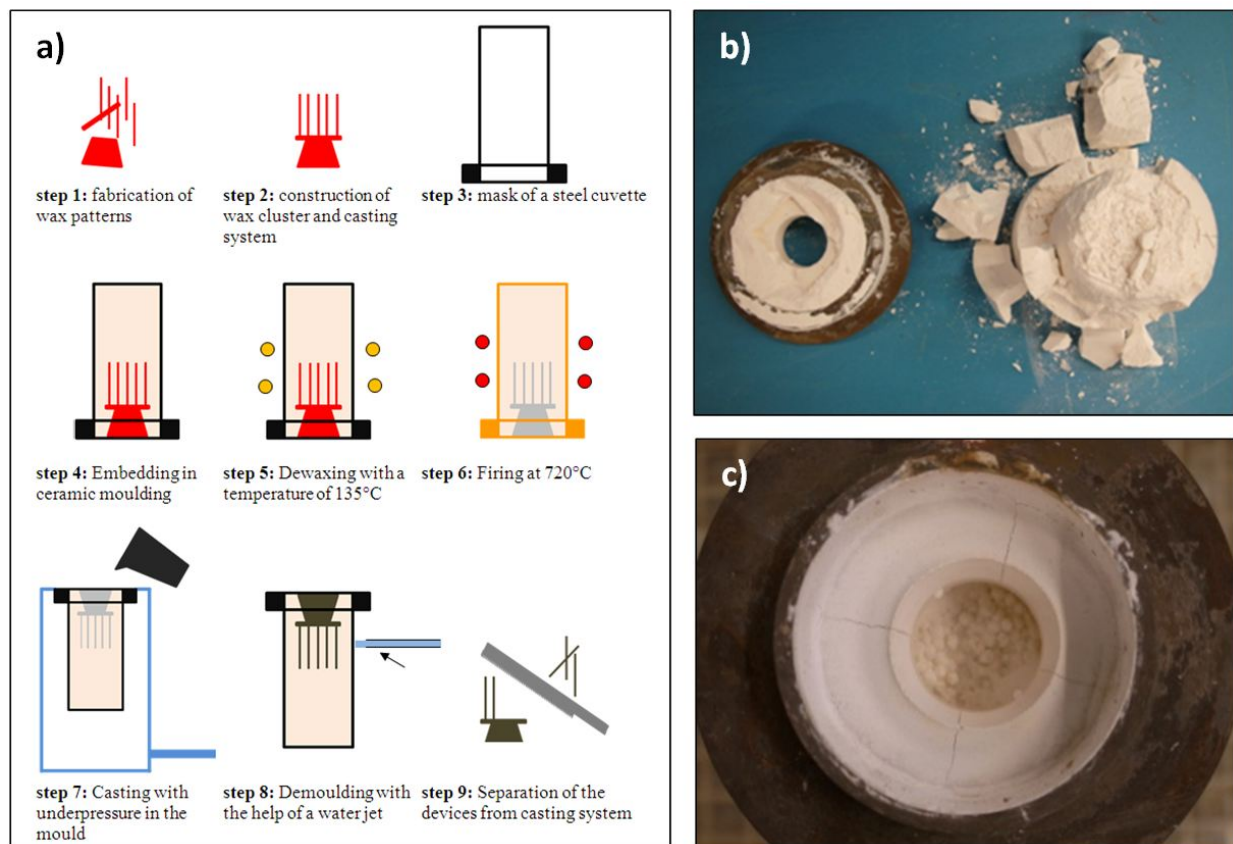 a)
step 1: fabrication of
wax patterns
step 2: construction of
wax cluster and casting
system
step 3: mask of a steel cuvette
step 4: Embedding in
ceramic moulding
step 5: Dewaxing with a
temperature of 135°C
step 6: Firing at 720°C
step 7: Casting with
underpressure in the
mould
step 8: Demoulding with
the help of a water jet
step 9: Separation of the
devices from casting system
b)
c)